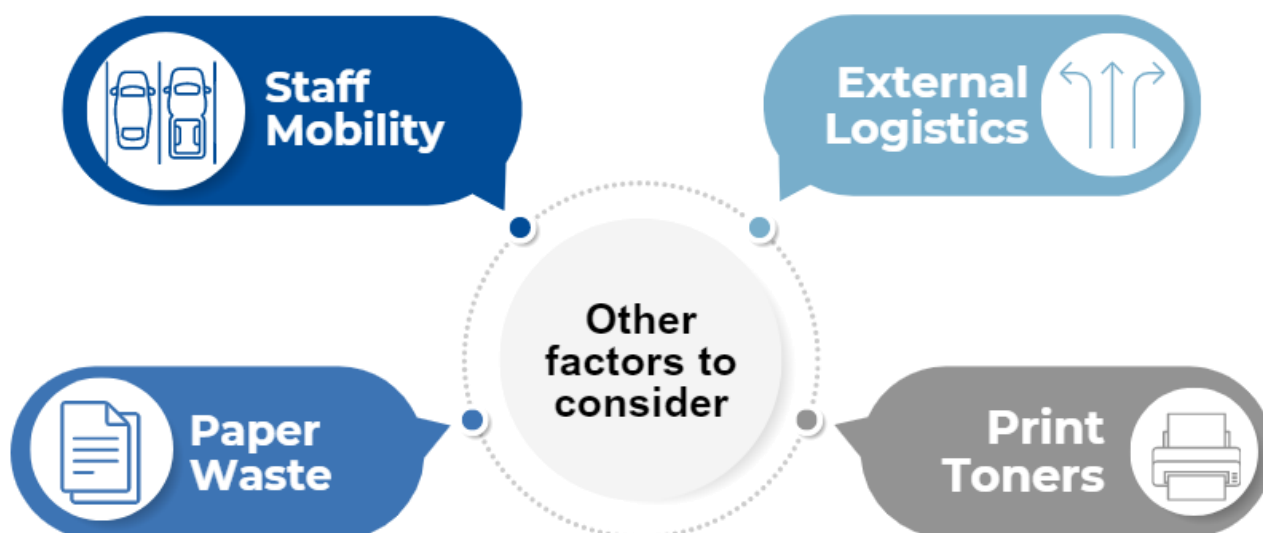 Staff
Mobility
External
Logistics
Other
factors to
consider
Paper
Waste
Print
Toners